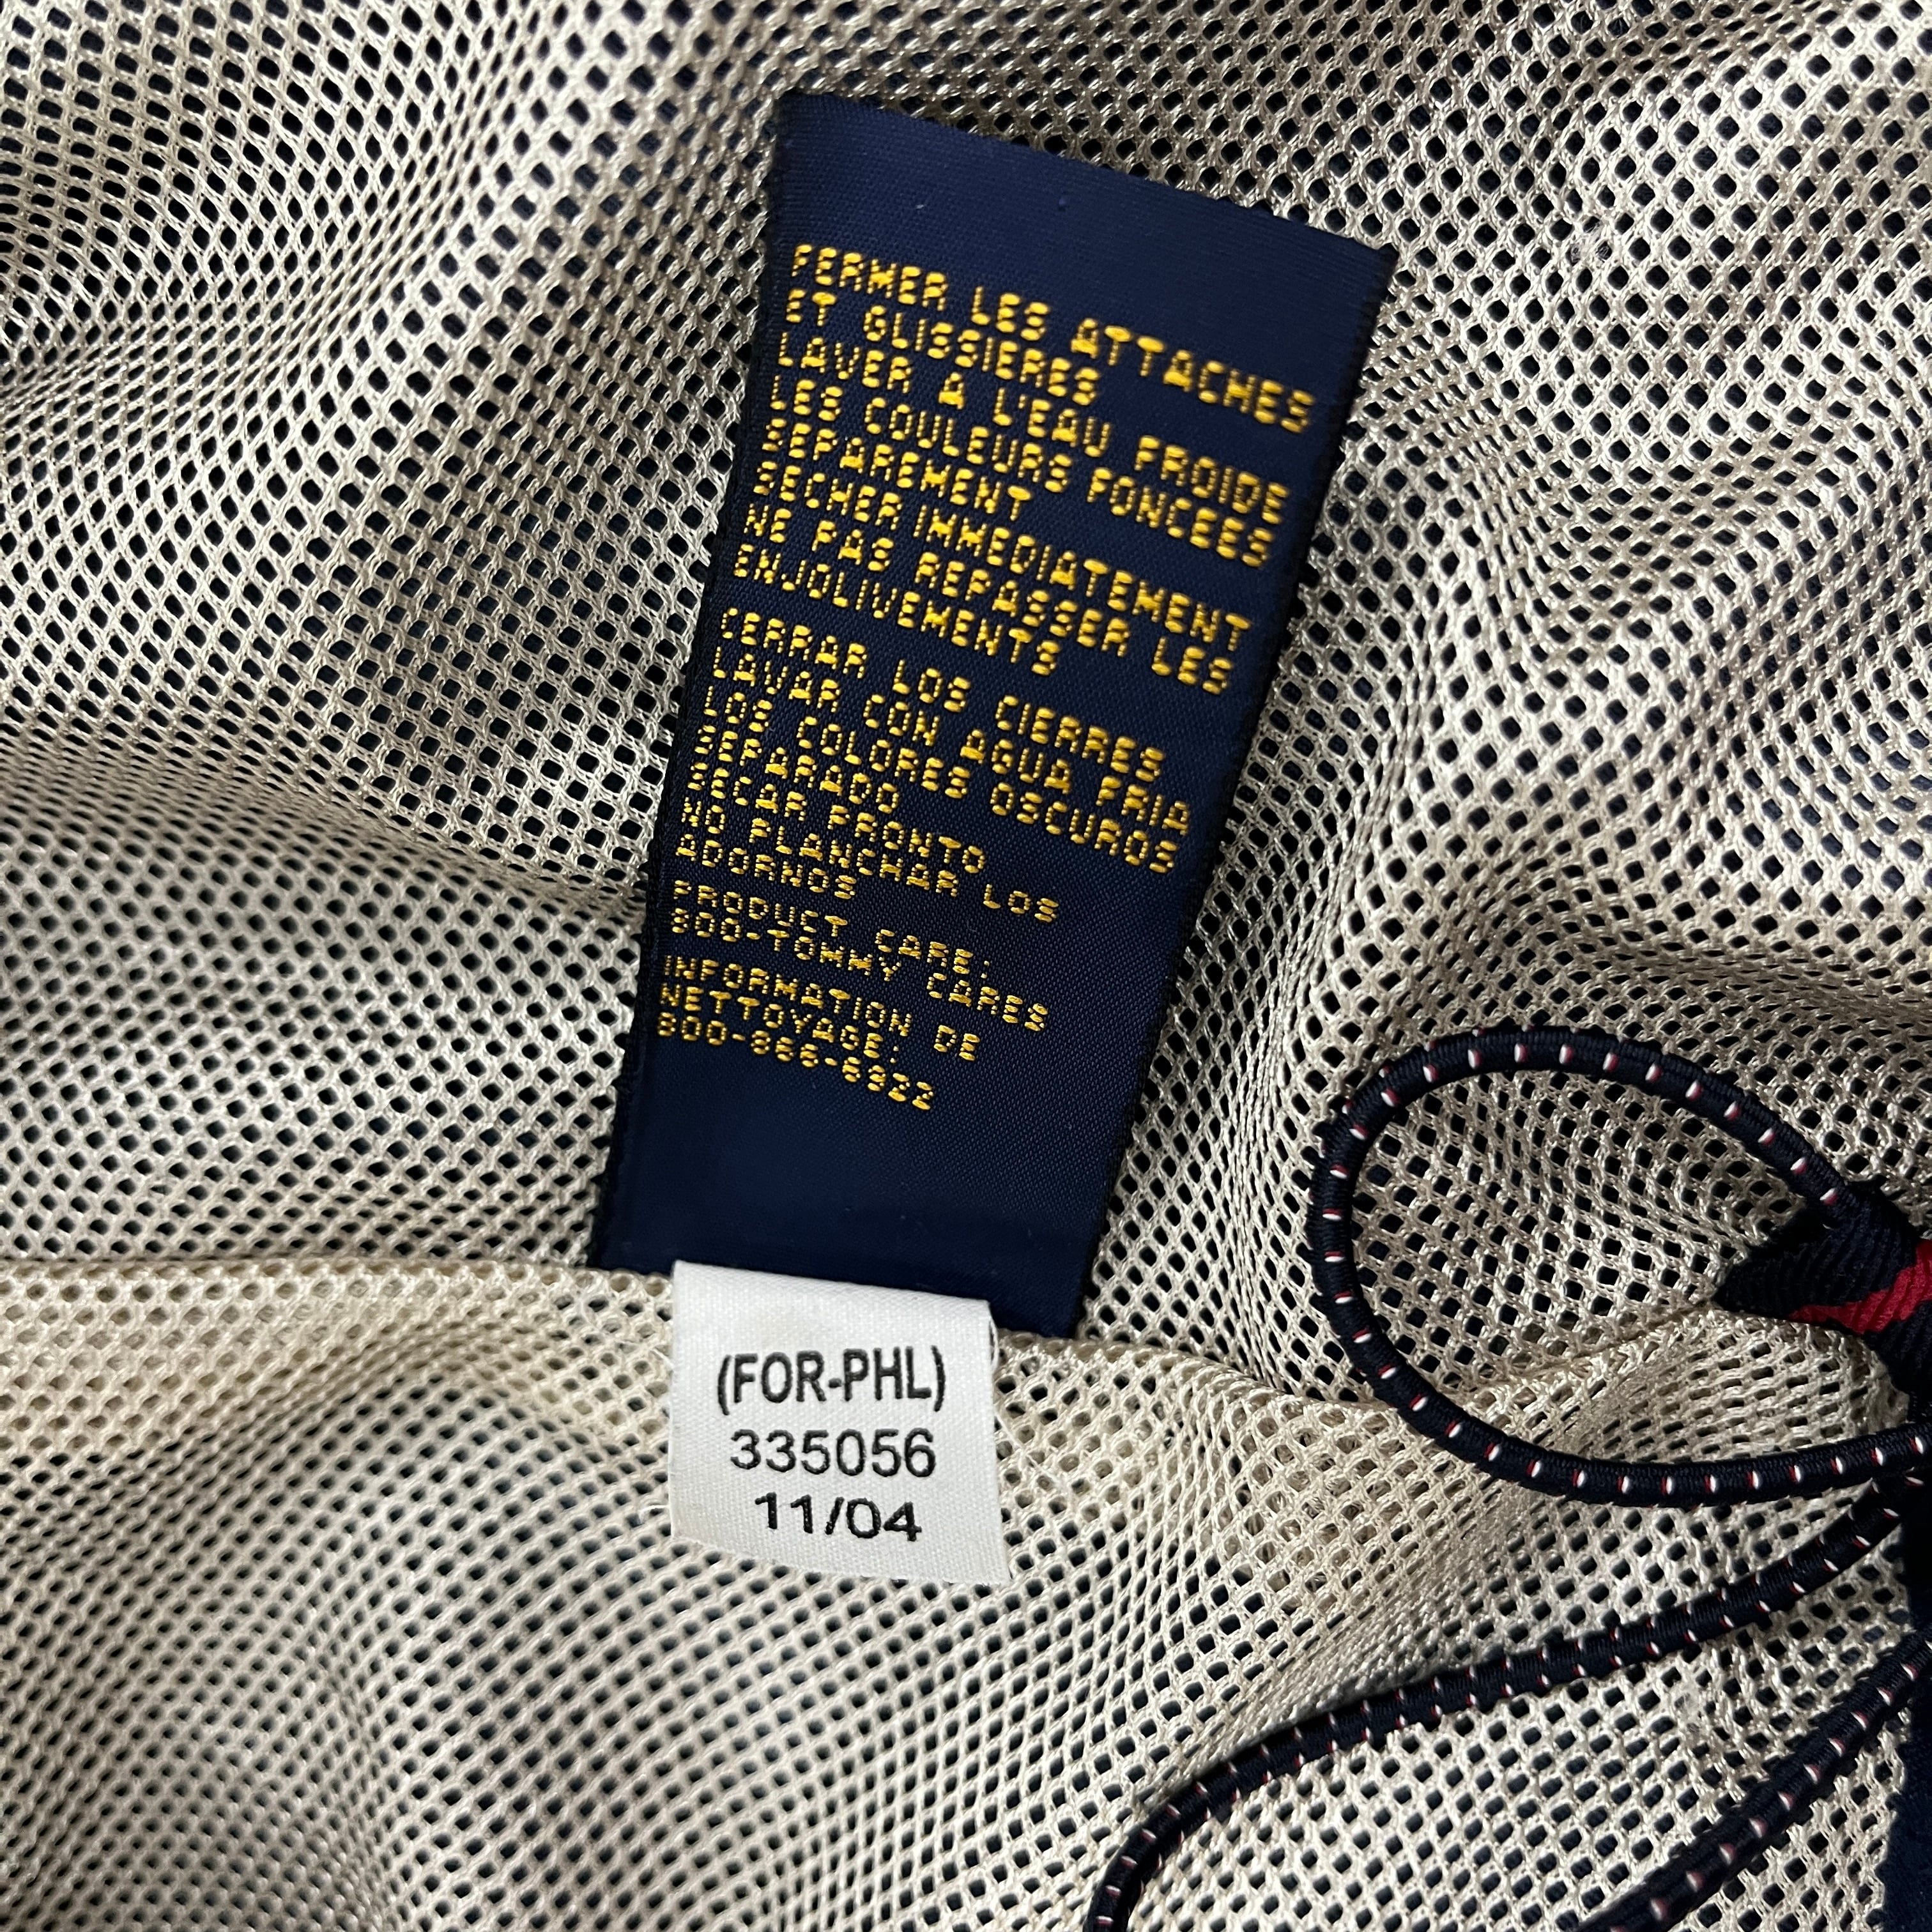 FERMER LES ATTACHES
ET GLISSIERES
LAVER A L'EAU FROIDE
LES COULEURS FONCEES
SEPAREMENT
SECHER IMMEDIATEMENT
NE PAS REPASSER LES
ENJOLIVEMENTS
CERRAR LOS CIERRES
LAVAR CON AGUA FRIA
LOS COLORES OSCUROS
SEPARADO
SECAR PRONTO
NO PLANCHAR LOS
ADORNOS
PRODUCT CARE:
800-TOMMY CARES
INFORMATION DE
NETTOYAGE:
800-866-6922
(FOR-PHL)
335056
11/04